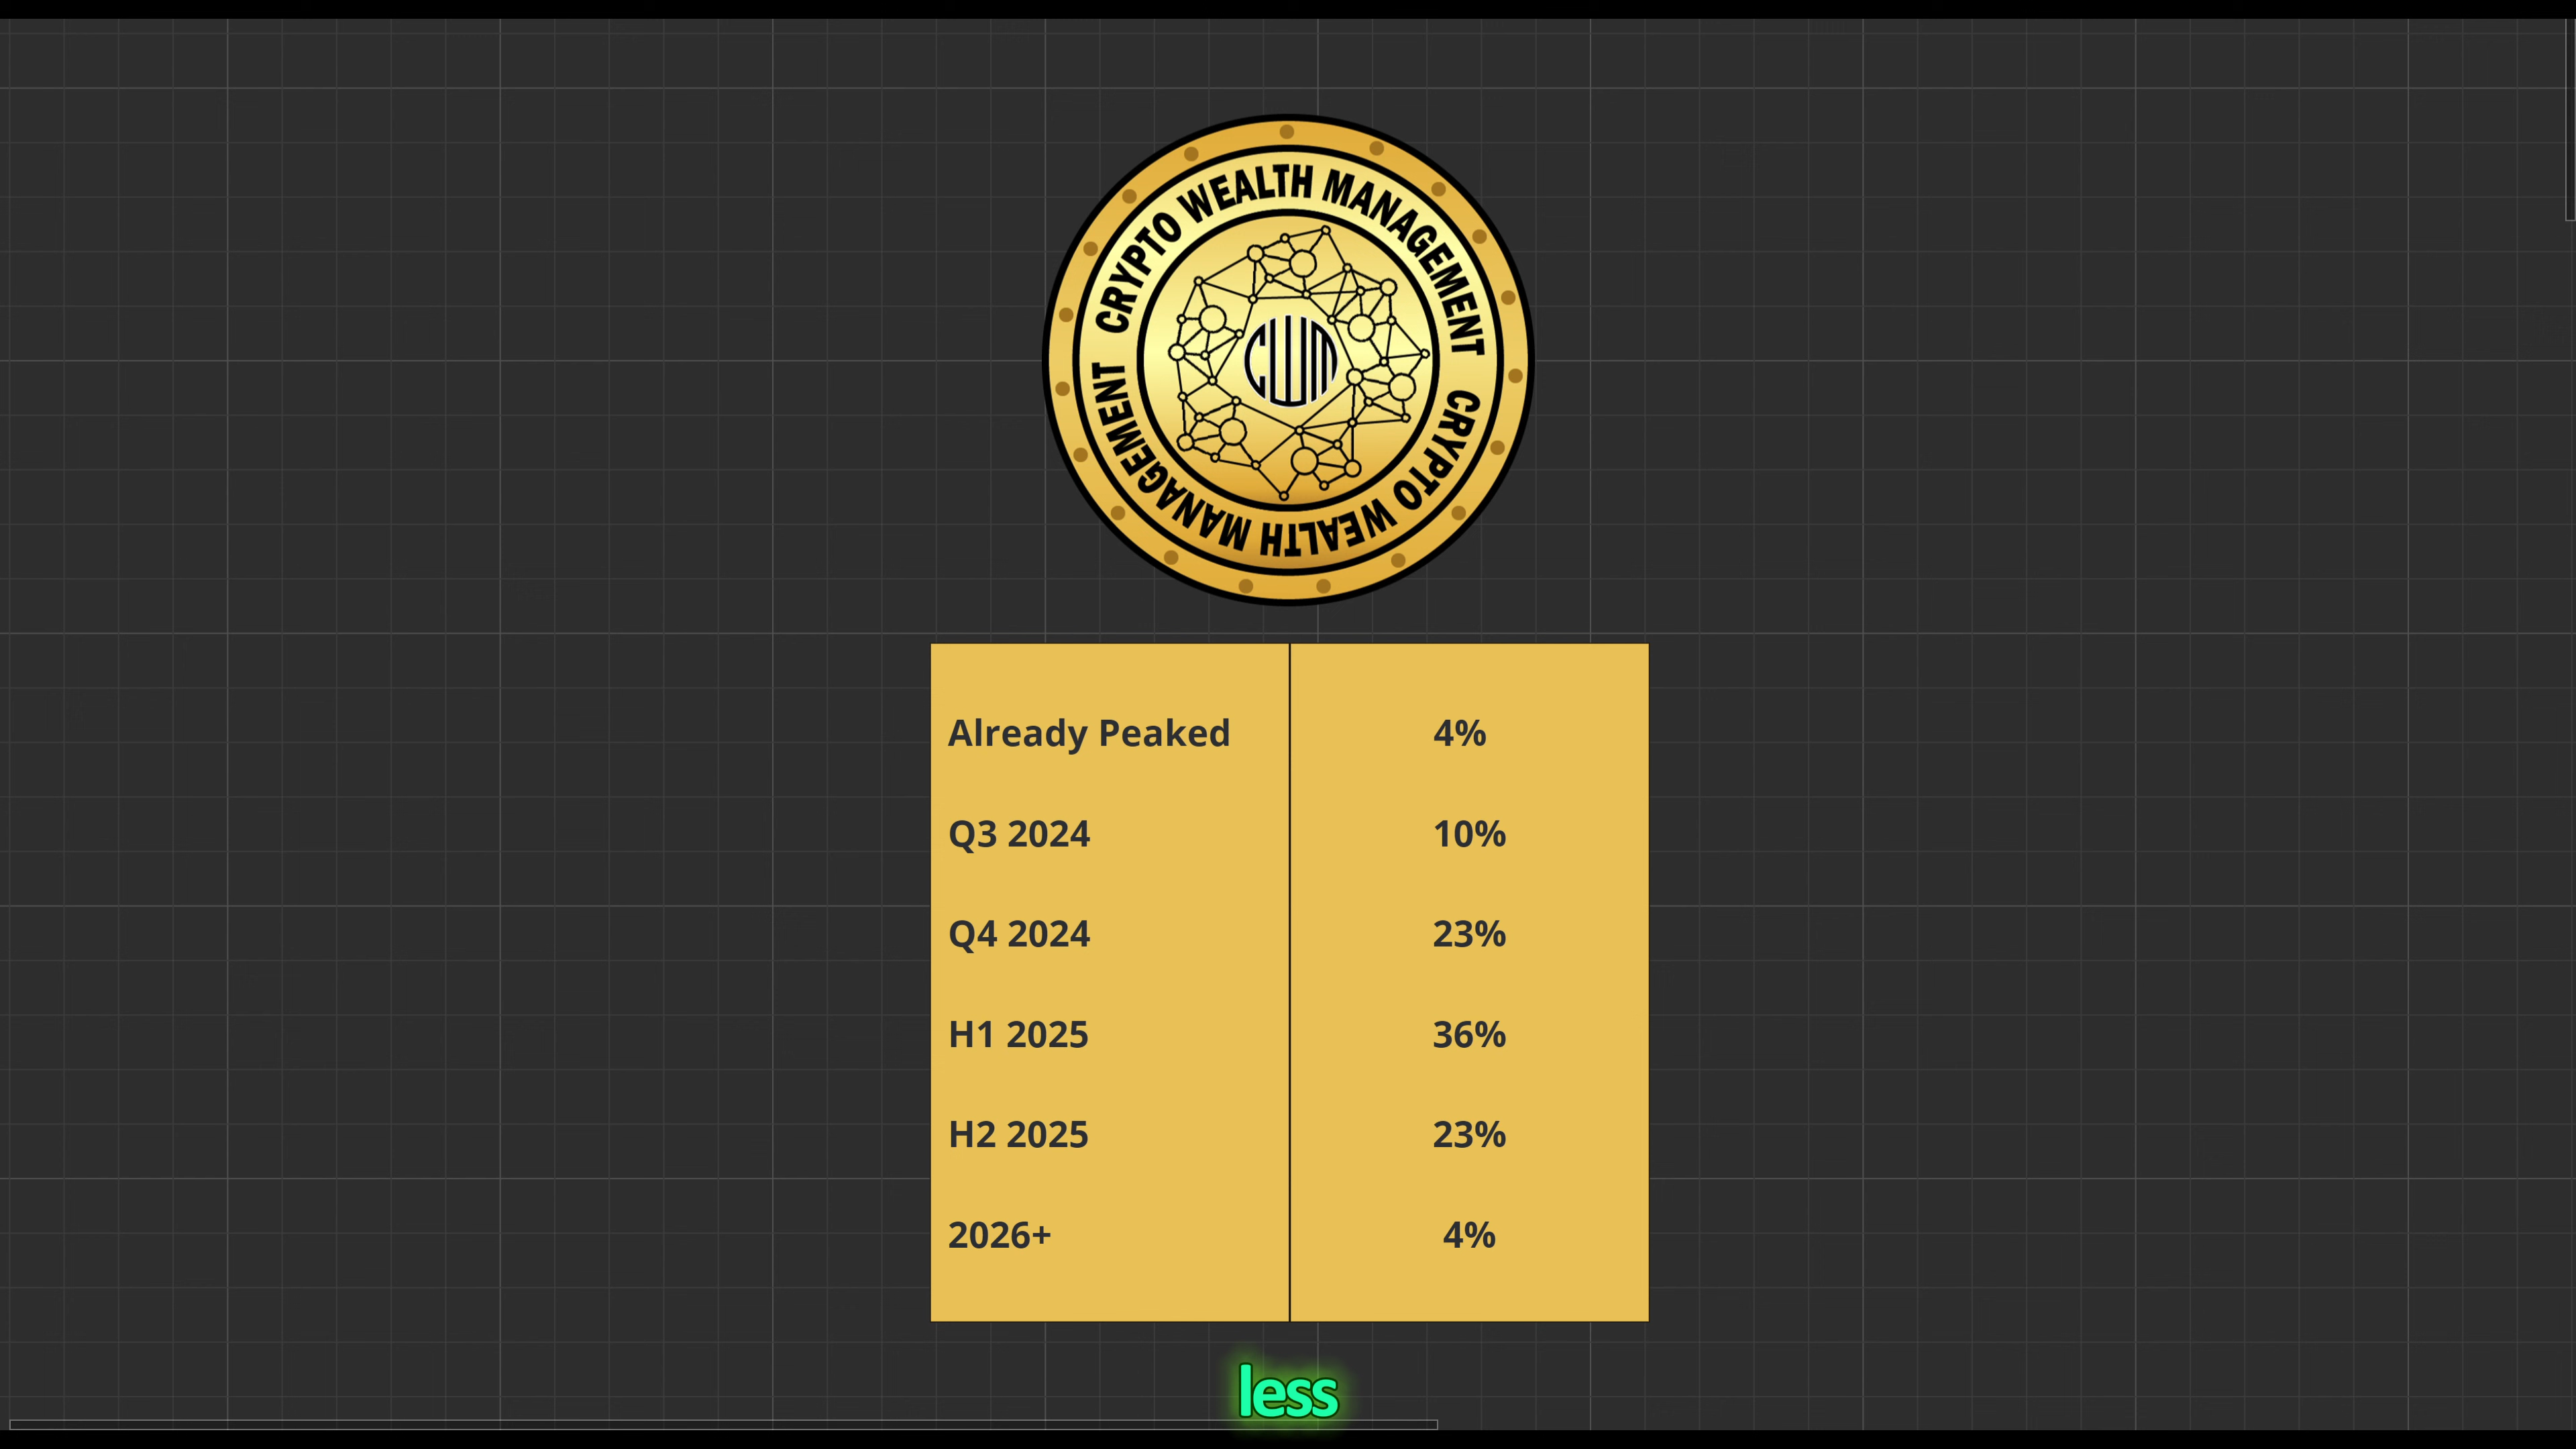 CRYPTO WEALTH MANAGEMENT
CRYPTO WEALTH MANAGEMENT
CWM
Already Peaked 4%
Q3 2024 10%
Q4 2024 23%
H1 2025 36%
H2 2025 23%
2026+ 4%
less